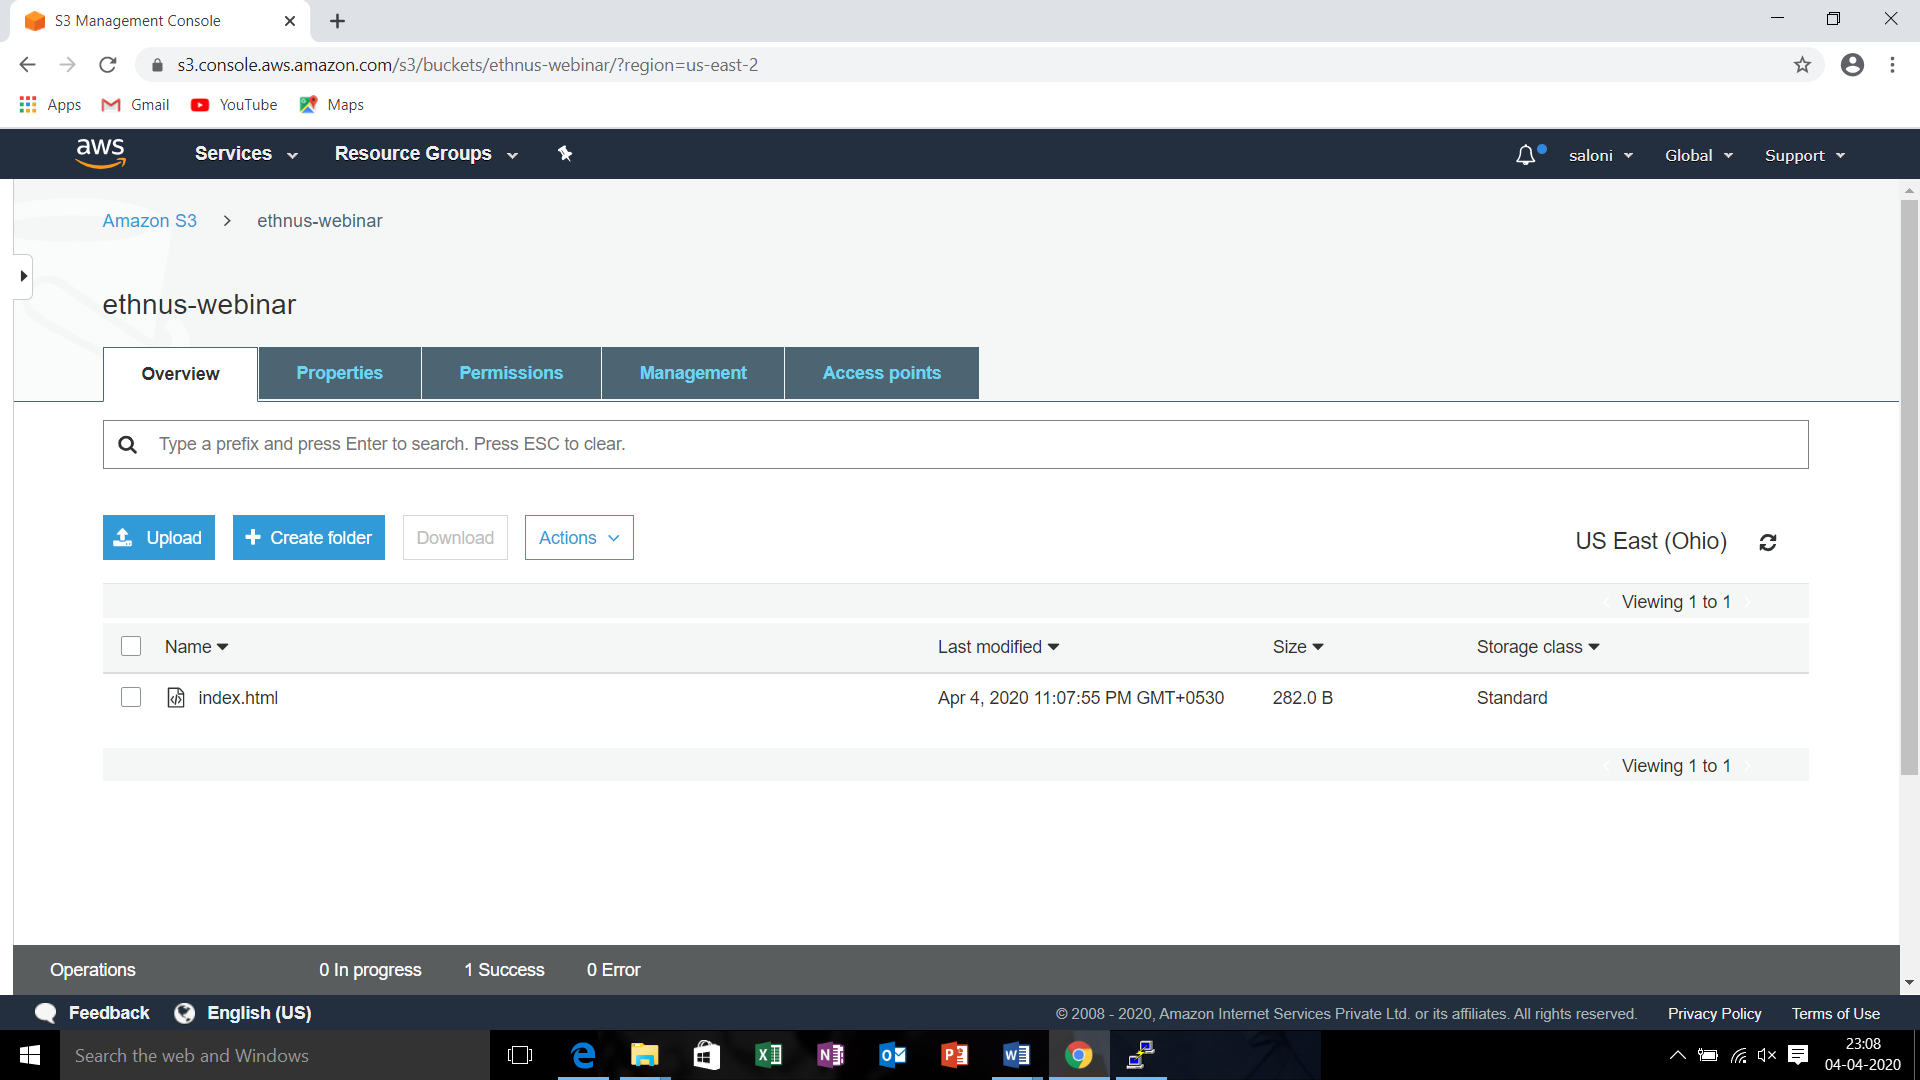 S3 Management Console
s3.console.aws.amazon.com/s3/buckets/ethnus-webinar/?region=us-east-2
Apps Gmail YouTube Maps
aws Services Resource Groups saloni Global Support
Amazon S3 > ethnus-webinar
ethnus-webinar
Overview Properties Permissions Management Access points
Type a prefix and press Enter to search. Press ESC to clear.
Upload + Create folder Download Actions US East (Ohio)
Viewing 1 to 1
Name Last modified Size Storage class
index.html Apr 4, 2020 11:07:55 PM GMT+0530 282.0 B Standard
Viewing 1 to 1
Operations 0 In progress 1 Success 0 Error
Feedback English (US) © 2008 - 2020, Amazon Internet Services Private Ltd. or its affiliates. All rights reserved. Privacy Policy Terms of Use
Search the web and Windows 23:08
04-04-2020